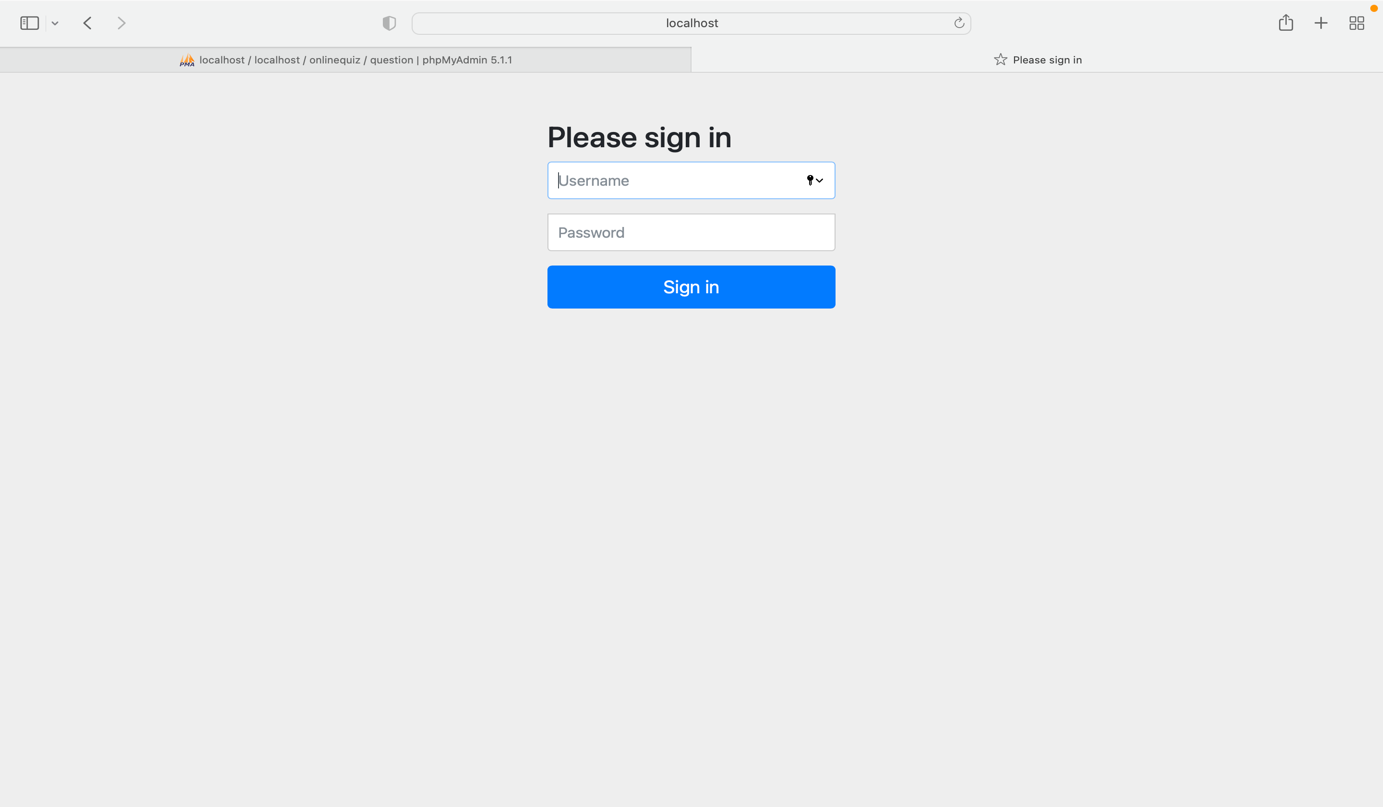 localhost
localhost / localhost / onlinequiz / question | phpMyAdmin 5.1.1
Please sign in
Please sign in
Username
Password
Sign in